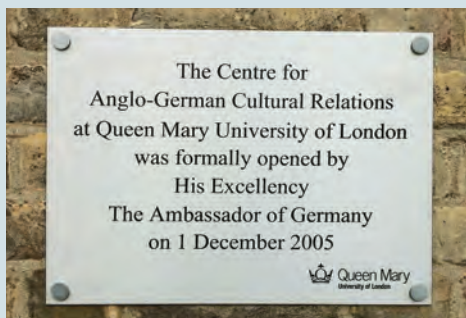 The Centre for
Anglo-German Cultural Relations
at Queen Mary University of London
was formally opened by
His Excellency
The Ambassador of Germany
on 1 December 2005
Queen Mary
University of London